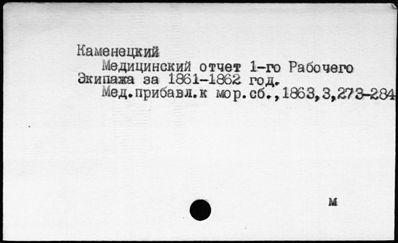 Каменецкий
Медицинский отчет 1-го Рабочего
Экипажа за 1861-1862 год.
Мед.прибавл.к мор.сб.,1863,3,273-284
м